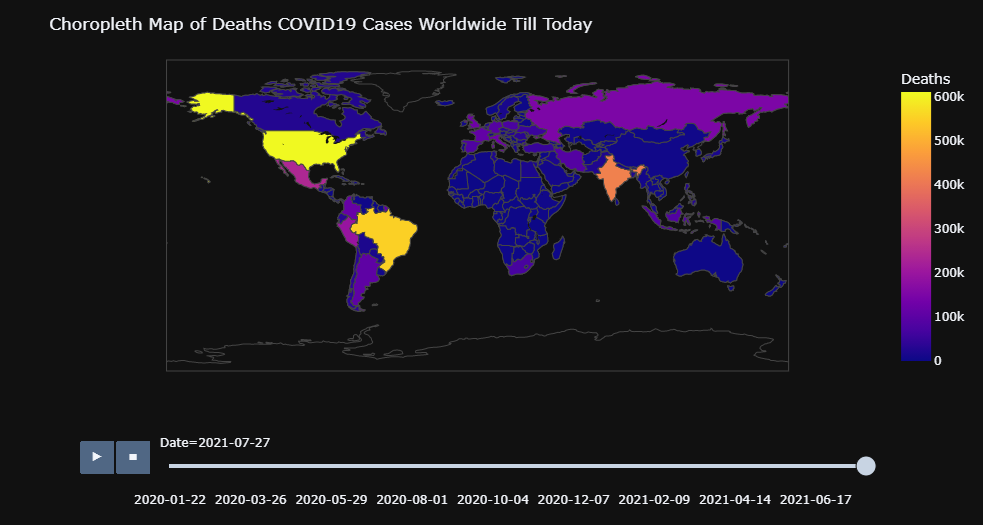 Choropleth Map of Deaths COVID19 Cases Worldwide Till Today
Deaths
600k
500k
400k
300k
200k
100k
0
Date=2021-07-27
2020-01-22 2020-03-26 2020-05-29 2020-08-01 2020-10-04 2020-12-07 2021-02-09 2021-04-14 2021-06-17